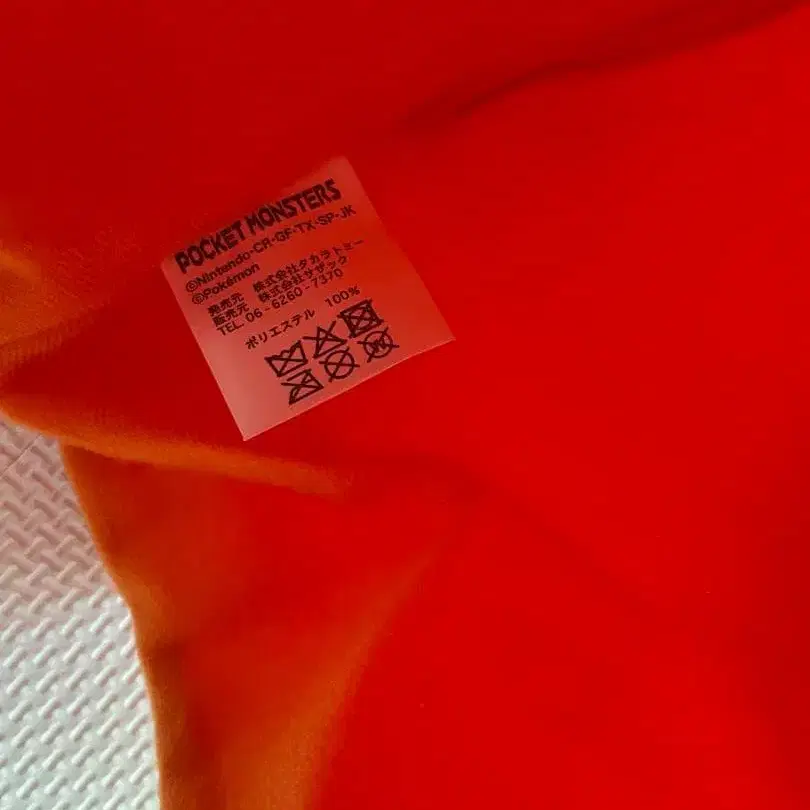 POCKET MONSTERS
©Nintendo･CR･GF･TX･SP･JK
©Pokémon
発売元 株式会社タカラトミー
販売元 株式会社サザック
TEL. 06-6260-7370
ポリエステル 100%